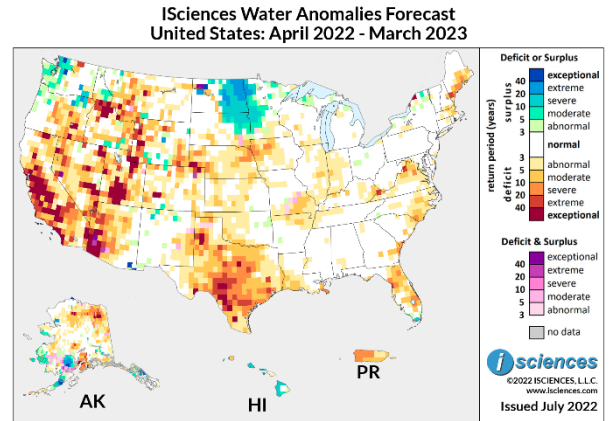 ISciences Water Anomalies Forecast
United States: April 2022 - March 2023
Deficit or Surplus
return period (years)
surplus
deficit
exceptional
40
extreme
20
severe
10
moderate
5
abnormal
3
normal
3
abnormal
5
moderate
10
severe
20
extreme
40
exceptional
Deficit & Surplus
exceptional
40
extreme
20
severe
10
moderate
5
abnormal
3
no data
i sciences
©2022 ISCIENCES, L.L.C.
www.isciences.com
Issued July 2022
AK
HI
PR